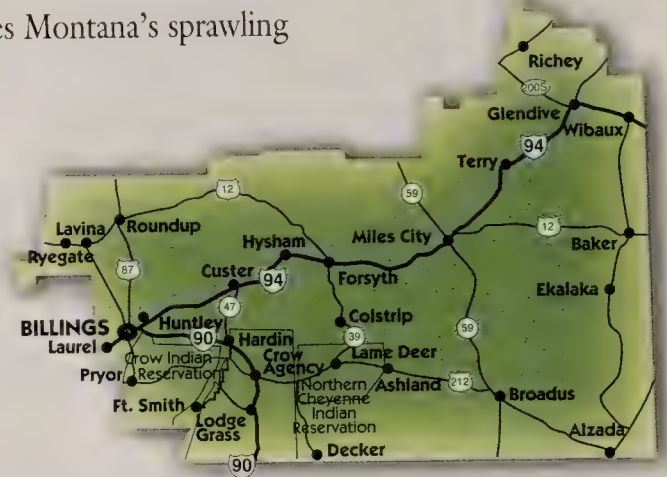 es Montana's sprawling
Richey
200S
Glendive
Wibaux
94
Terry
12
59
Lavina
Roundup
Ryegate
Hysham
Miles City
12
Baker
87
Custer
94
Forsyth
47
Ekalaka
BILLINGS
Huntley
Colstrip
59
Laurel
90
Hardin
39
Crow Indian
Reservation
Crow
Agency
Lame Deer
Pryor
Northern
Cheyenne
Indian
Reservation
Ashland
212
Broadus
Ft. Smith
Lodge
Grass
Alzada
Decker
90